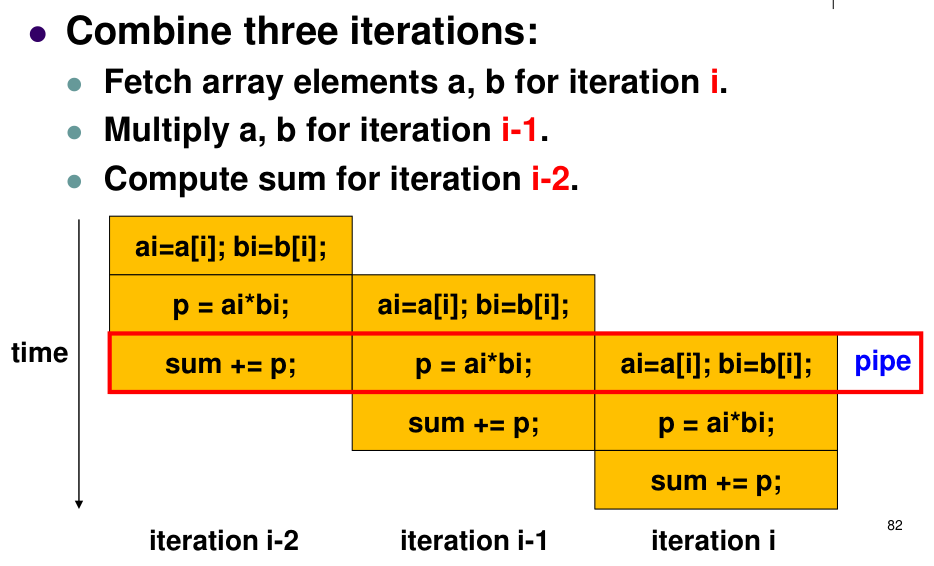 Combine three iterations:
Fetch array elements a, b for iteration i.
Multiply a, b for iteration i-1.
Compute sum for iteration i-2.
ai=a[i]; bi=b[i];
p = ai*bi; ai=a[i]; bi=b[i];
time sum += p; p = ai*bi; ai=a[i]; bi=b[i]; pipe
sum += p; p = ai*bi;
sum += p;
82
iteration i-2 iteration i-1 iteration i